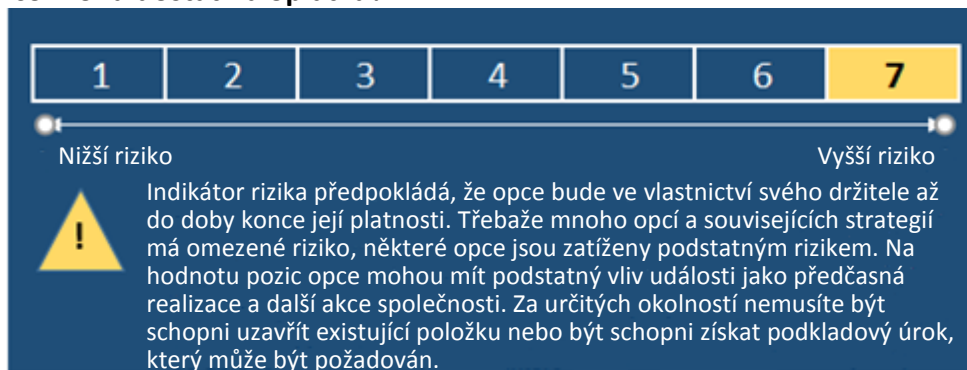 1 2 3 4 5 6 7
Nižší riziko Vyšší riziko
Indikátor rizika předpokládá, že opce bude ve vlastnictví svého držitele až
! do doby konce její platnosti. Třebaže mnoho opcí a souvisejících strategií
má omezené riziko, některé opce jsou zatíženy podstatným rizikem. Na
hodnotu pozic opce mohou mít podstatný vliv události jako předčasná
realizace a další akce společnosti. Za určitých okolností nemusíte být
schopni uzavřít existující položku nebo být schopni získat podkladový úrok,
který může být požadován.